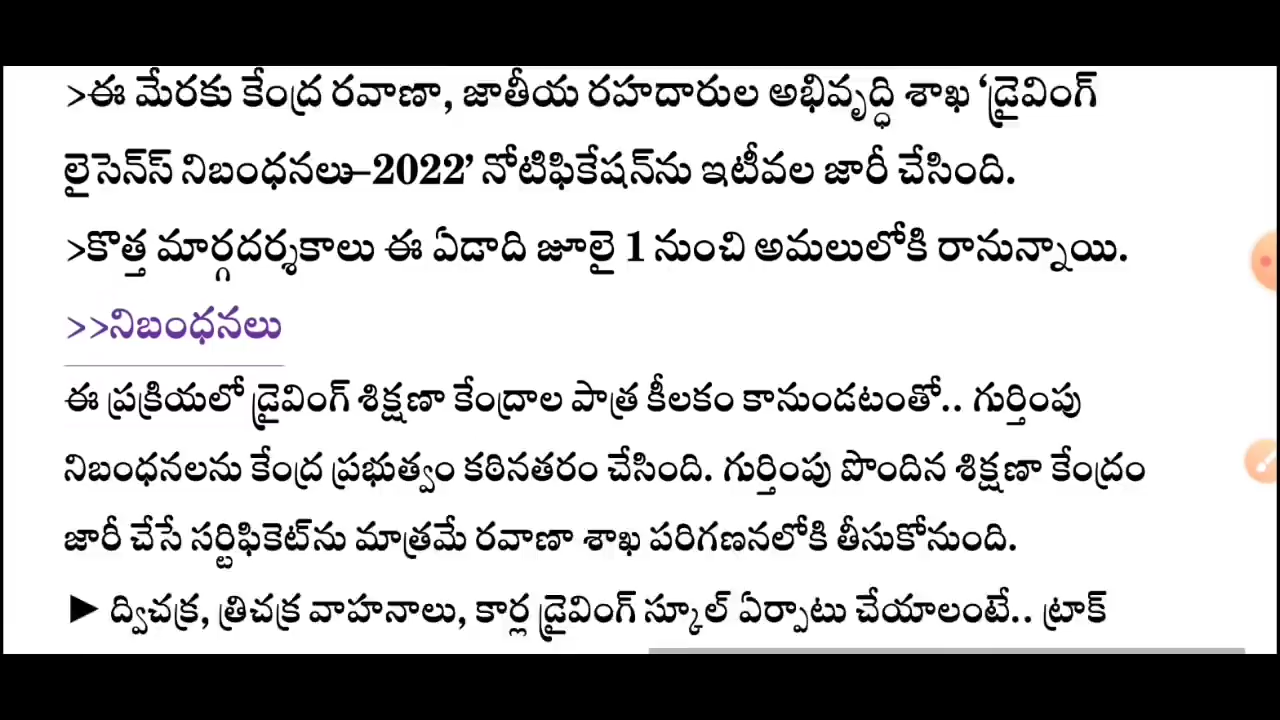 >ఈ మేరకు కేంద్ర రవాణా, జాతీయ రహదారుల అభివృద్ధి శాఖ ‘డ్రైవింగ్
లైసెన్స్ నిబంధనలు–2022’ నోటిఫికేషన్‌ను ఇటీవల జారీ చేసింది.
>కొత్త మార్గదర్శకాలు ఈ ఏడాది జూలై 1 నుంచి అమలులోకి రానున్నాయి.
>>నిబంధనలు
ఈ ప్రక్రియలో డ్రైవింగ్ శిక్షణా కేంద్రాల పాత్ర కీలకం కానుండటంతో.. గుర్తింపు
నిబంధనలను కేంద్ర ప్రభుత్వం కఠినతరం చేసింది. గుర్తింపు పొందిన శిక్షణా కేంద్రం
జారీ చేసే సర్టిఫికెట్‌ను మాత్రమే రవాణా శాఖ పరిగణనలోకి తీసుకోనుంది.
► ద్విచక్ర, త్రిచక్ర వాహనాలు, కార్ల డ్రైవింగ్ స్కూల్ ఏర్పాటు చేయాలంటే.. ట్రాక్